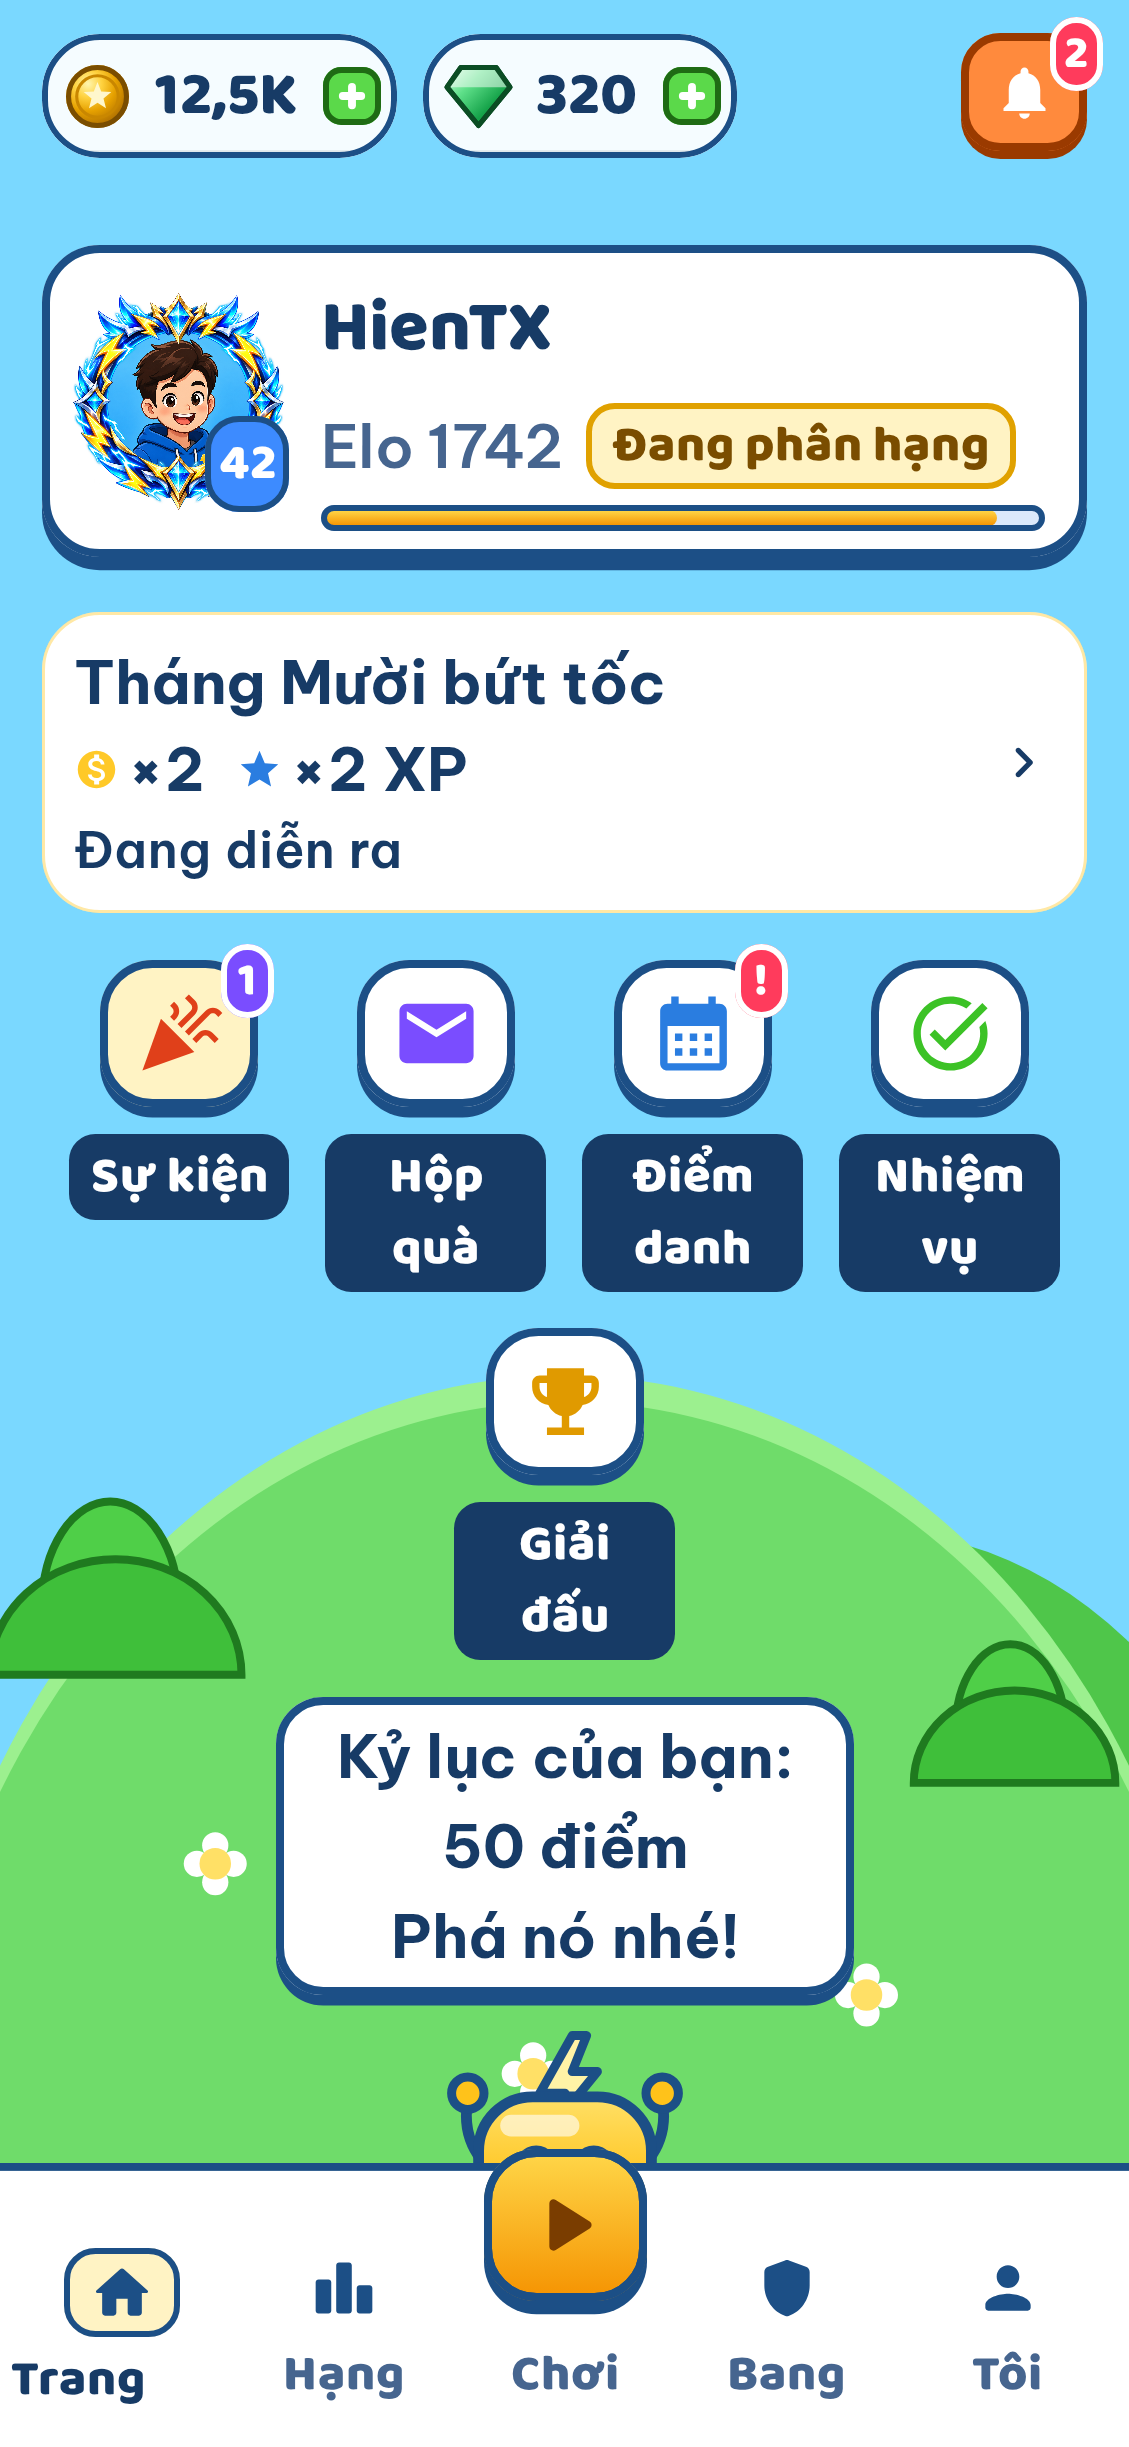 12,5K
320
2
HienTX
42
Elo 1742
Đang phân hạng
Tháng Mười bứt tốc
×2 ×2 XP
Đang diễn ra
1
!
Sự kiện
Hộp
quà
Điểm
danh
Nhiệm
vụ
Giải
đấu
Kỷ lục của bạn:
50 điểm
Phá nó nhé!
Trang
Hạng
Chơi
Bang
Tôi